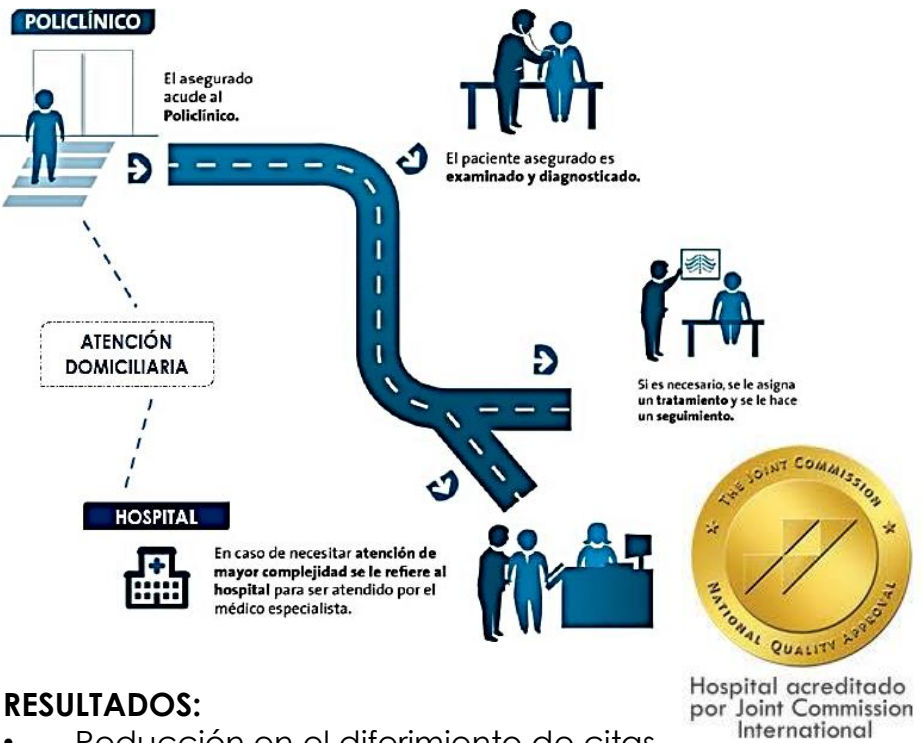 POLICLÍNICO
El asegurado
acude al
Policlínico.
El paciente asegurado es
examinado y diagnosticado.
ATENCIÓN
DOMICILIARIA
Si es necesario, se le asigna
un tratamiento y se le hace
un seguimiento.
HOSPITAL
En caso de necesitar atención de
mayor complejidad se le refiere al
hospital para ser atendido por el
médico especialista.
THE JOINT COMMISSION
NATIONAL QUALITY APPROVAL
Hospital acreditado
por Joint Commission
International
RESULTADOS:
• Reducción en el diferimiento de citas